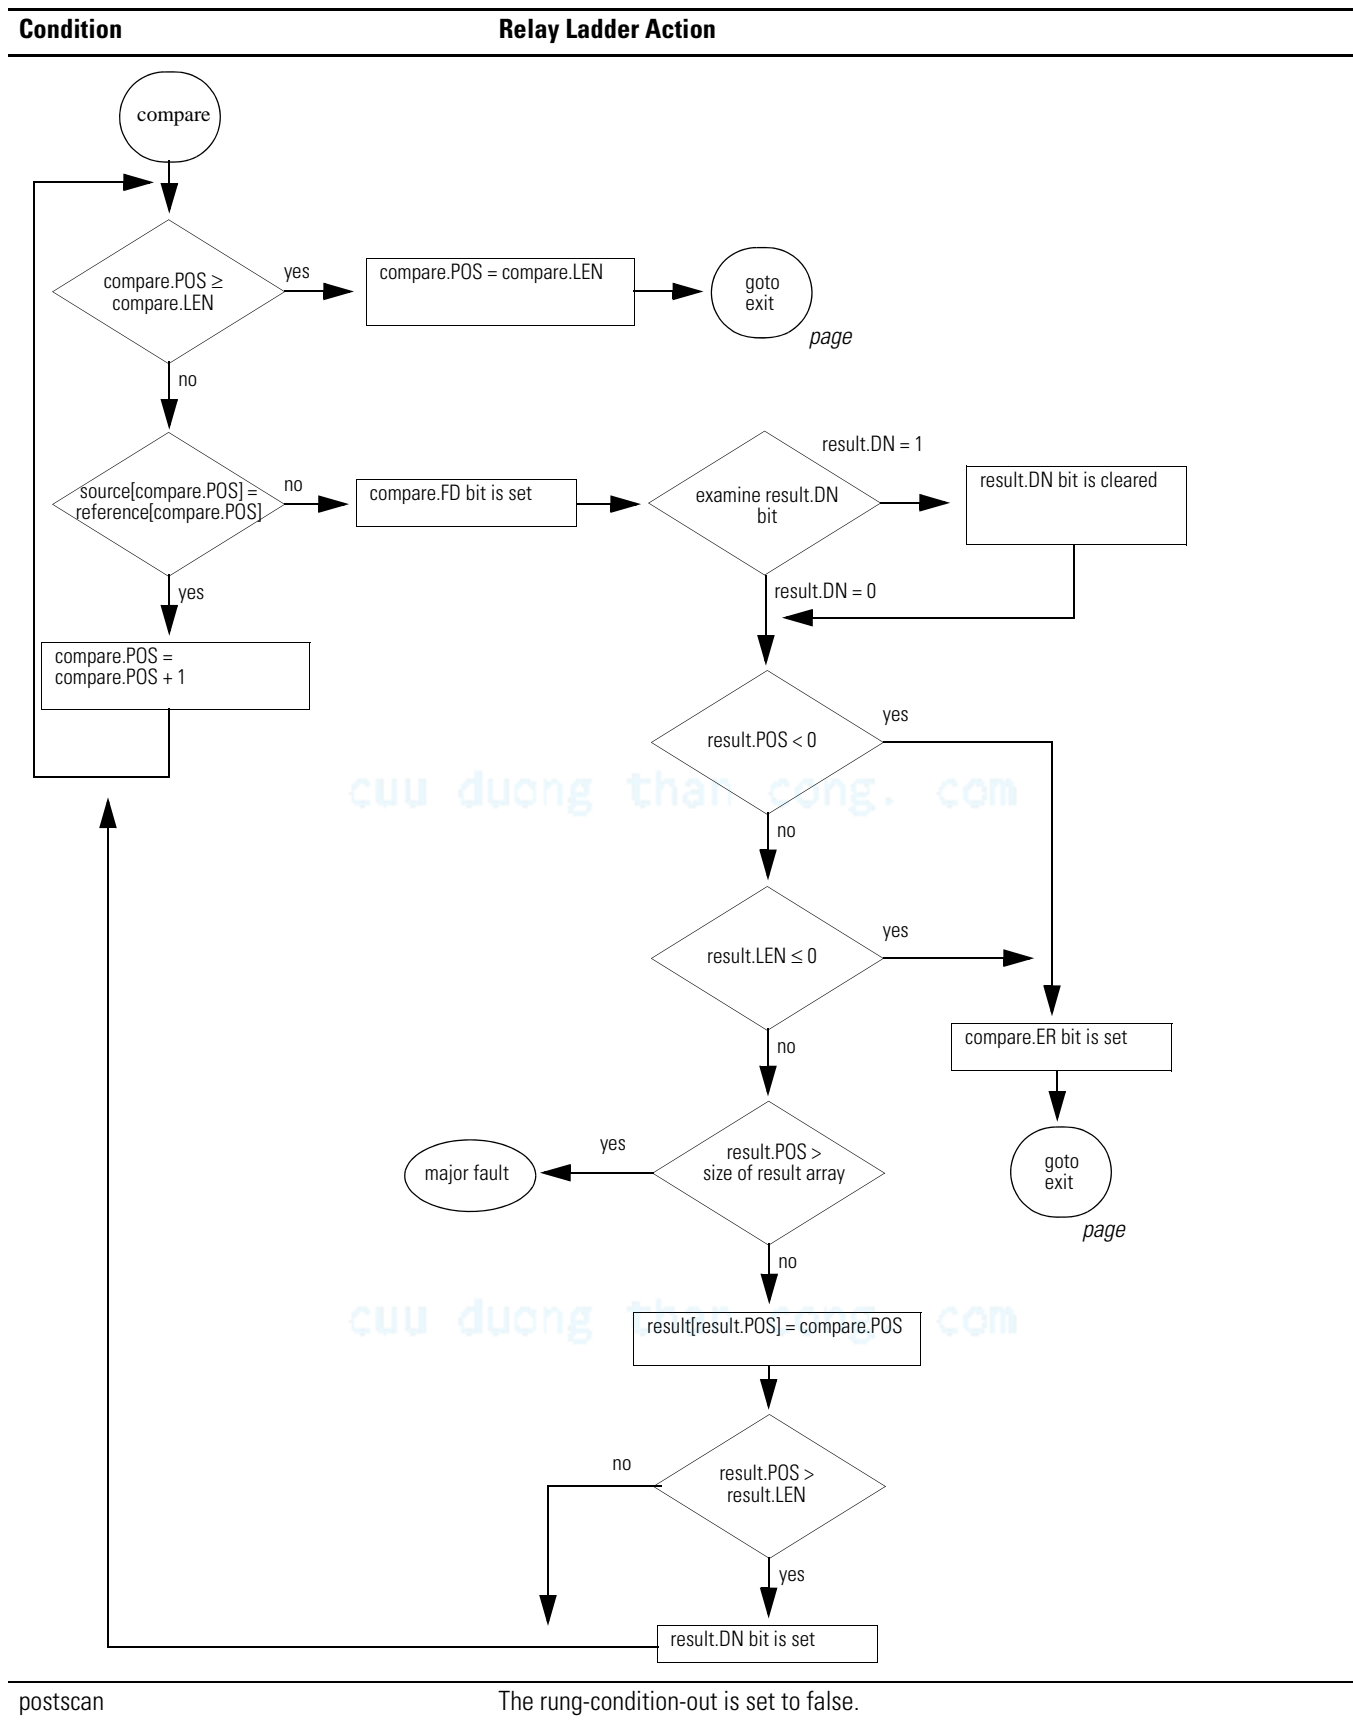 Condition
Relay Ladder Action
compare
compare.POS ≥
compare.LEN
yes
compare.POS = compare.LEN
goto
exit
page
no
source[compare.POS] =
reference[compare.POS]
no
compare.FD bit is set
examine result.DN
bit
result.DN = 1
result.DN bit is cleared
yes
result.DN = 0
compare.POS =
compare.POS + 1
result.POS < 0
yes
cuu duong than cong. com
no
result.LEN ≤ 0
yes
compare.ER bit is set
no
major fault
yes
result.POS >
size of result array
goto
exit
page
no
cuu duong than cong. com
result[result.POS] = compare.POS
no
result.POS >
result.LEN
yes
result.DN bit is set
postscan
The rung-condition-out is set to false.